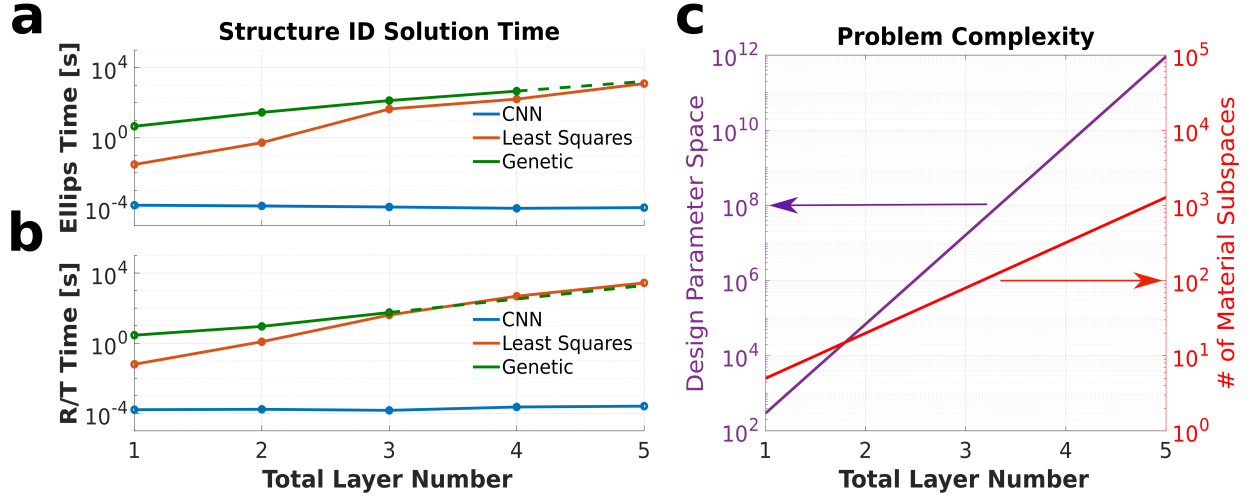 a
Structure ID Solution Time
Ellips Time [s]
10^4
10^0
10^-4
CNN
Least Squares
Genetic
b
R/T Time [s]
10^4
10^0
10^-4
CNN
Least Squares
Genetic
1 2 3 4 5
Total Layer Number
c
Problem Complexity
Design Parameter Space
10^12
10^10
10^8
10^6
10^4
10^2
10^5
10^4
10^3
10^2
10^1
10^0
# of Material Subspaces
1 2 3 4 5
Total Layer Number